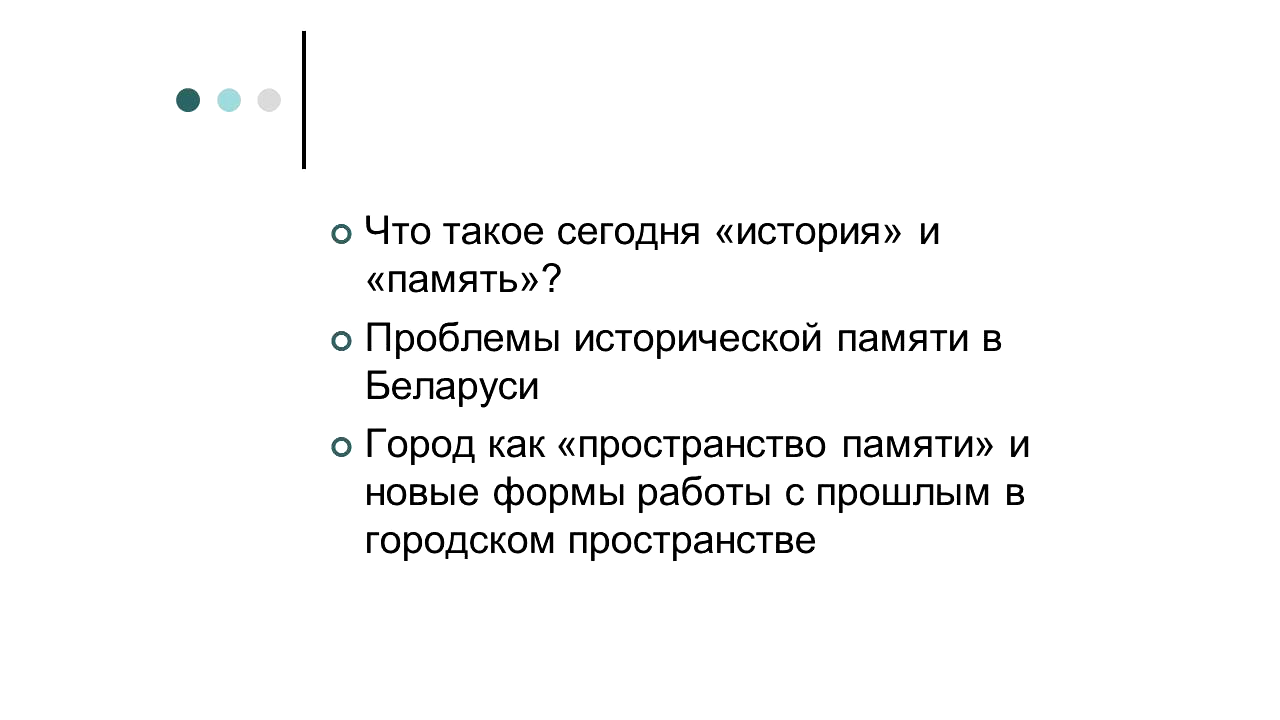 Что такое сегодня «история» и
«память»?
Проблемы исторической памяти в
Беларуси
Город как «пространство памяти» и
новые формы работы с прошлым в
городском пространстве